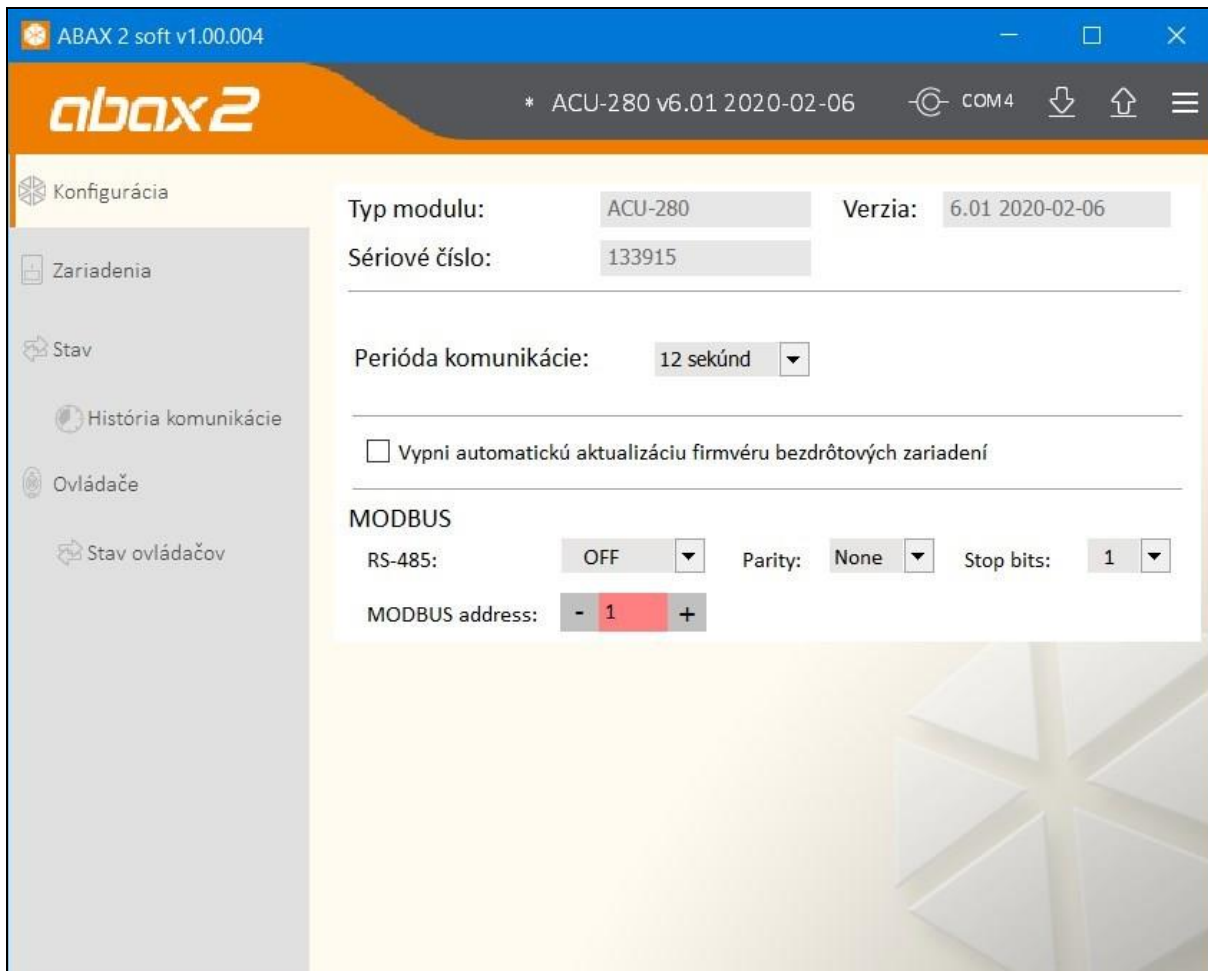 ABAX 2 soft v1.00.004
abax2
* ACU-280 v6.01 2020-02-06 COM4
Konfigurácia
Zariadenia
Stav
História komunikácie
Ovládače
Stav ovládačov
Typ modulu: ACU-280 Verzia: 6.01 2020-02-06
Sériové číslo: 133915
Perióda komunikácie: 12 sekúnd
Vypni automatickú aktualizáciu firmvéru bezdrôtových zariadení
MODBUS
RS-485: OFF Parity: None Stop bits: 1
MODBUS address: - 1 +